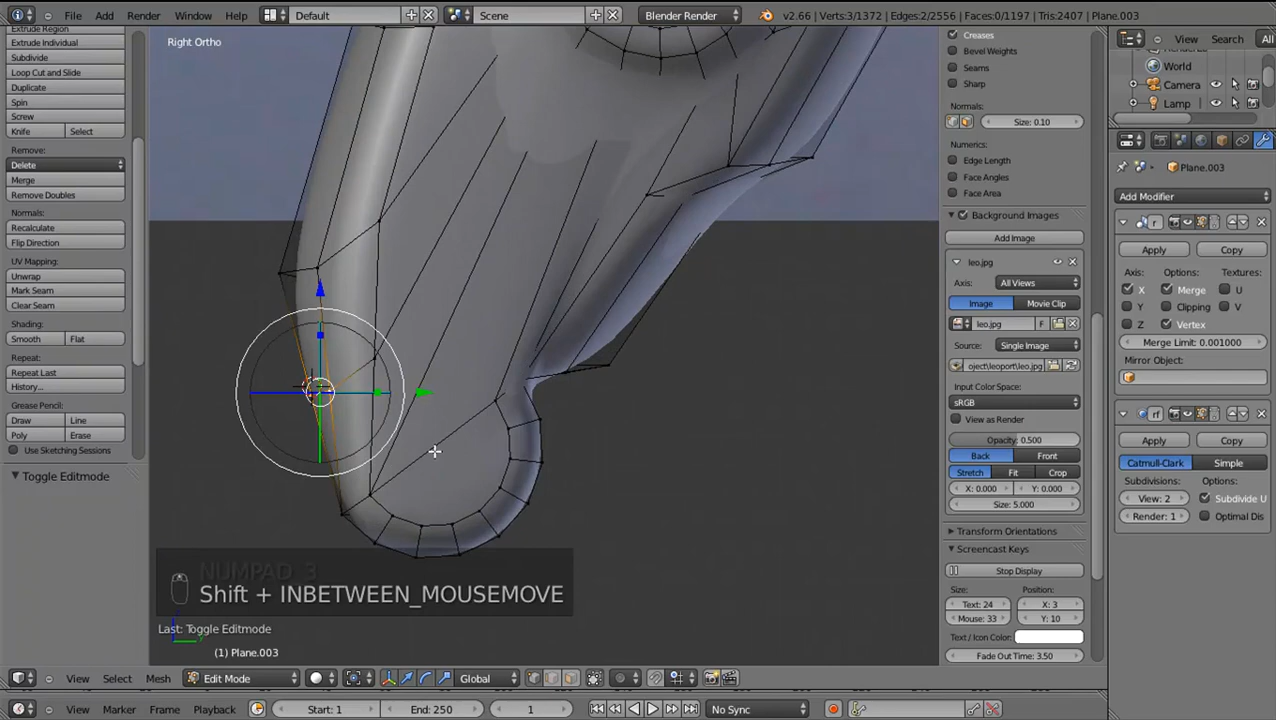 File Add Render Window Help Default Scene Blender Render v2.66 | Verts:3/1372 | Edges:2/2556 | Faces:0/1197 | Tris:2407 | Plane.003
Extrude Region
Extrude Individual
Subdivide
Loop Cut and Slide
Duplicate
Spin
Screw
Knife Select
Remove:
Delete
Merge
Remove Doubles
Normals:
Recalculate
Flip Direction
UV Mapping:
Unwrap
Mark Seam
Clear Seam
Shading:
Smooth Flat
Repeat:
Repeat Last
History...
Grease Pencil:
Draw Line
Poly Erase
Use Sketching Sessions
Toggle Editmode
Right Ortho
NUMPAD_3
Shift + INBETWEEN_MOUSEMOVE
Last: Toggle Editmode
(1) Plane.003
View Select Mesh Edit Mode Global
View Marker Frame Playback Start: 1 End: 250 1 No Sync
Creases
Bevel Weights
Seams
Sharp
Normals:
Size: 0.10
Numerics:
Edge Length
Face Angles
Face Area
Background Images
Add Image
leo.jpg
Axis: All Views
Image Movie Clip
leo.jpg F
Source: Single Image
oject\leoport\leo.jpg
Input Color Space:
sRGB
View as Render
Opacity: 0.500
Back Front
Stretch Fit Crop
X: 0.000 Y: 0.000
Size: 5.000
Transform Orientations
Screencast Keys
Stop Display
Size: Position:
Text: 24 X: 3
Mouse: 33 Y: 10
Text / Icon Color:
Fade Out Time: 3.50
View Search All
World
Camera
Lamp
Plane.003
Add Modifier
Apply Copy
Axis: Options: Textures:
X Merge U
Y Clipping V
Z Vertex
Merge Limit: 0.001000
Mirror Object:
Apply Copy
Catmull-Clark Simple
Subdivisions: Options:
View: 2 Subdivide U
Render: 1 Optimal Dis